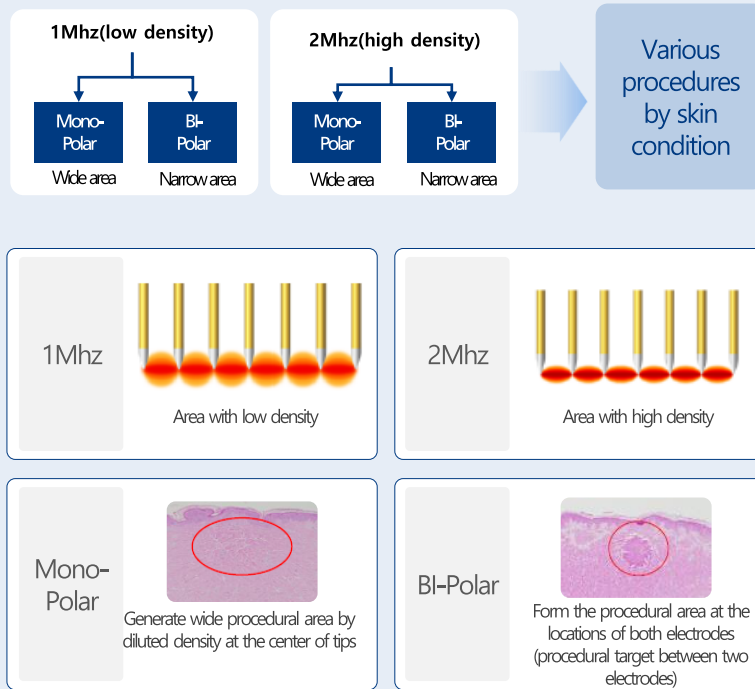 1Mhz(low density)
Mono-
Polar
BI-
Polar
Wide area
Narrow area
2Mhz(high density)
Mono-
Polar
BI-
Polar
Wide area
Narrow area
Various
procedures
by skin
condition
1Mhz
Area with low density
2Mhz
Area with high density
Mono-
Polar
Generate wide procedural area by
diluted density at the center of tips
BI-Polar
Form the procedural area at the
locations of both electrodes
(procedural target between two
electrodes)